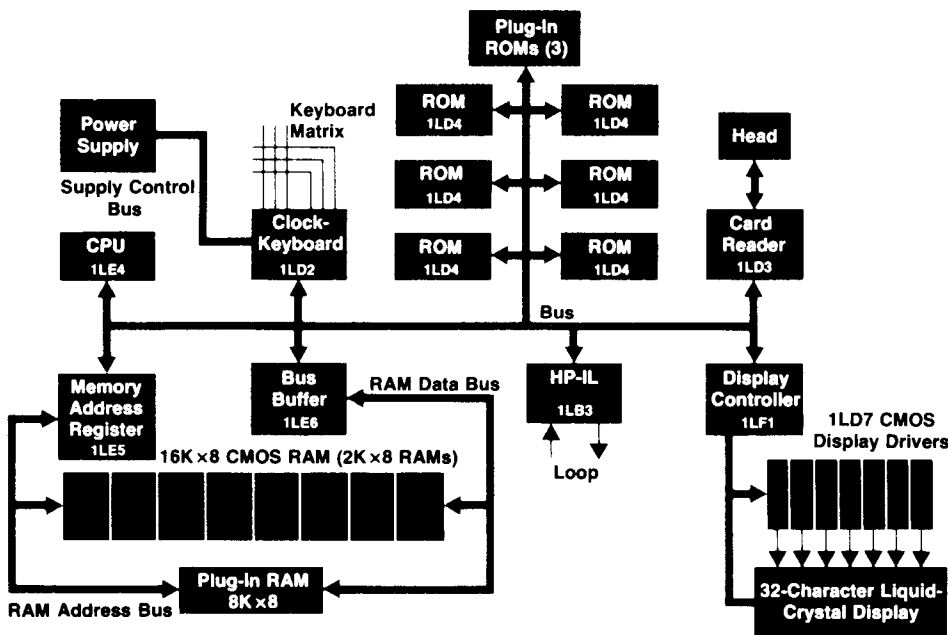 Plug-In
ROMs (3)
ROM
1LD4
ROM
1LD4
Keyboard
Matrix
Power
Supply
Head
ROM
1LD4
ROM
1LD4
Supply Control
Bus
Clock-
Keyboard
1LD2
Card
Reader
1LD3
CPU
1LE4
ROM
1LD4
ROM
1LD4
Bus
Memory
Address
Register
1LE5
Bus
Buffer
1LE6
RAM Data Bus
HP-IL
1LB3
Display
Controller
1LF1
1LD7 CMOS
Display Drivers
16K×8 CMOS RAM (2K×8 RAMs)
Loop
Plug-In RAM
8K×8
RAM Address Bus
32-Character Liquid-
Crystal Display